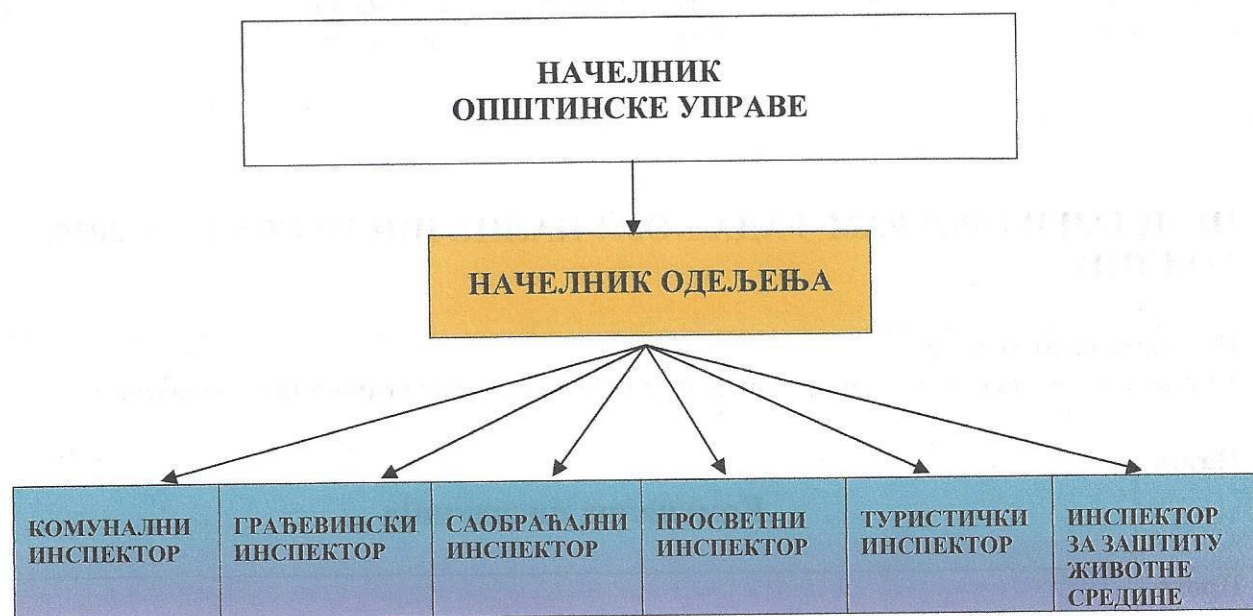 НАЧЕЛНИК
ОПШТИНСКЕ УПРАВЕ
НАЧЕЛНИК ОДЕЉЕЊА
КОМУНАЛНИ
ИНСПЕКТОР
ГРАЂЕВИНСКИ
ИНСПЕКТОР
САОБРАЋАЈНИ
ИНСПЕКТОР
ПРОСВЕТНИ
ИНСПЕКТОР
ТУРИСТИЧКИ
ИНСПЕКТОР
ИНСПЕКТОР
ЗА ЗАШТИТУ
ЖИВОТНЕ
СРЕДИНЕ